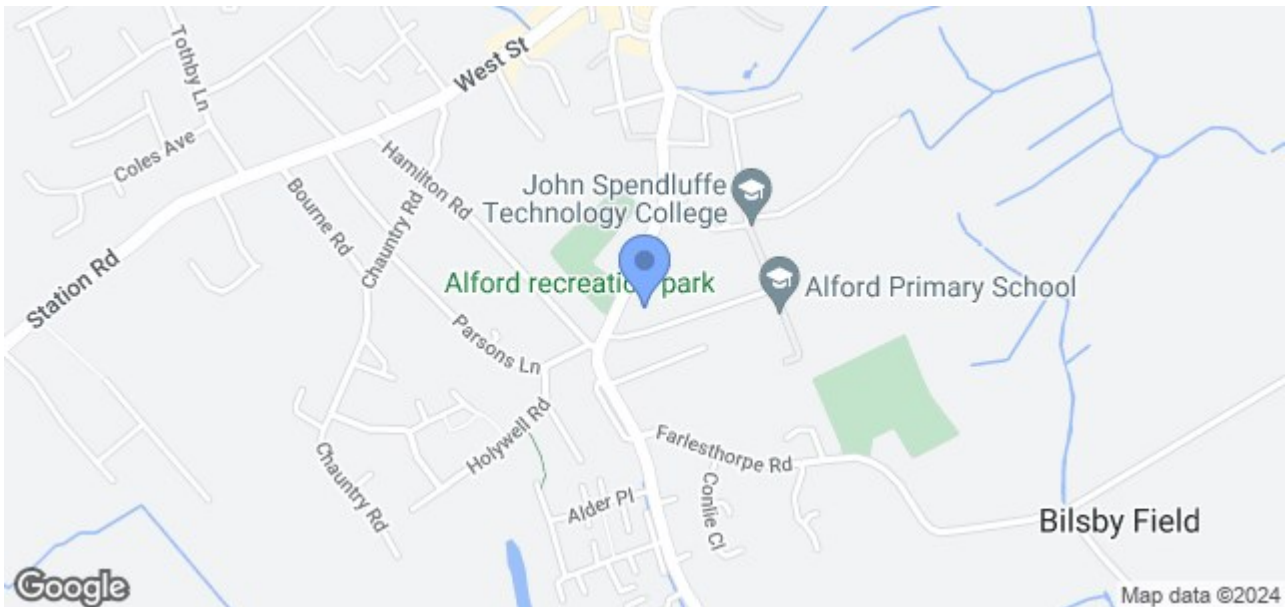 Tothby Ln
West St
Coles Ave
Hamilton Rd
John Spendluffe
Technology College
Bourne Rd
Chauntry Rd
Station Rd
Alford recreation park
Alford Primary School
Parsons Ln
Holywell Rd
Farlesthorpe Rd
Chauntry Rd
Conlie Cl
Alder Pl
Bilsby Field
Google
Map data ©2024